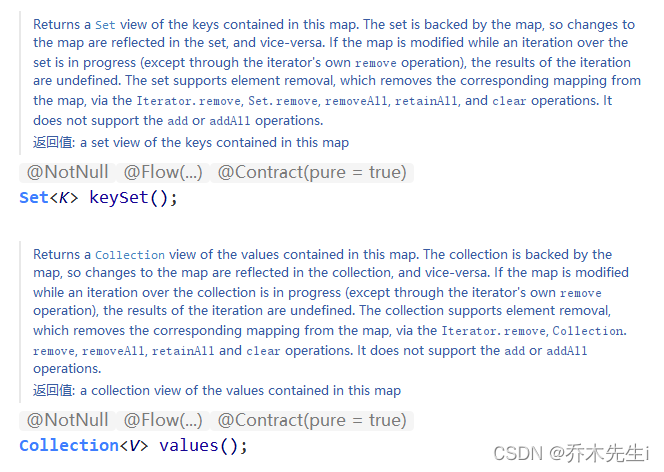 Returns a Set view of the keys contained in this map. The set is backed by the map, so changes to
the map are reflected in the set, and vice-versa. If the map is modified while an iteration over the
set is in progress (except through the iterator's own remove operation), the results of the iteration
are undefined. The set supports element removal, which removes the corresponding mapping from
the map, via the Iterator.remove, Set.remove, removeAll, retainAll, and clear operations. It
does not support the add or addAll operations.
返回值: a set view of the keys contained in this map
@NotNull @Flow(...) @Contract(pure = true)
Set<K> keySet();
Returns a Collection view of the values contained in this map. The collection is backed by the
map, so changes to the map are reflected in the collection, and vice-versa. If the map is modified
while an iteration over the collection is in progress (except through the iterator's own remove
operation), the results of the iteration are undefined. The collection supports element removal,
which removes the corresponding mapping from the map, via the Iterator.remove, Collection.
remove, removeAll, retainAll and clear operations. It does not support the add or addAll
operations.
返回值: a collection view of the values contained in this map
@NotNull @Flow(...) @Contract(pure = true)
Collection<V> values();
CSDN @乔木先生i